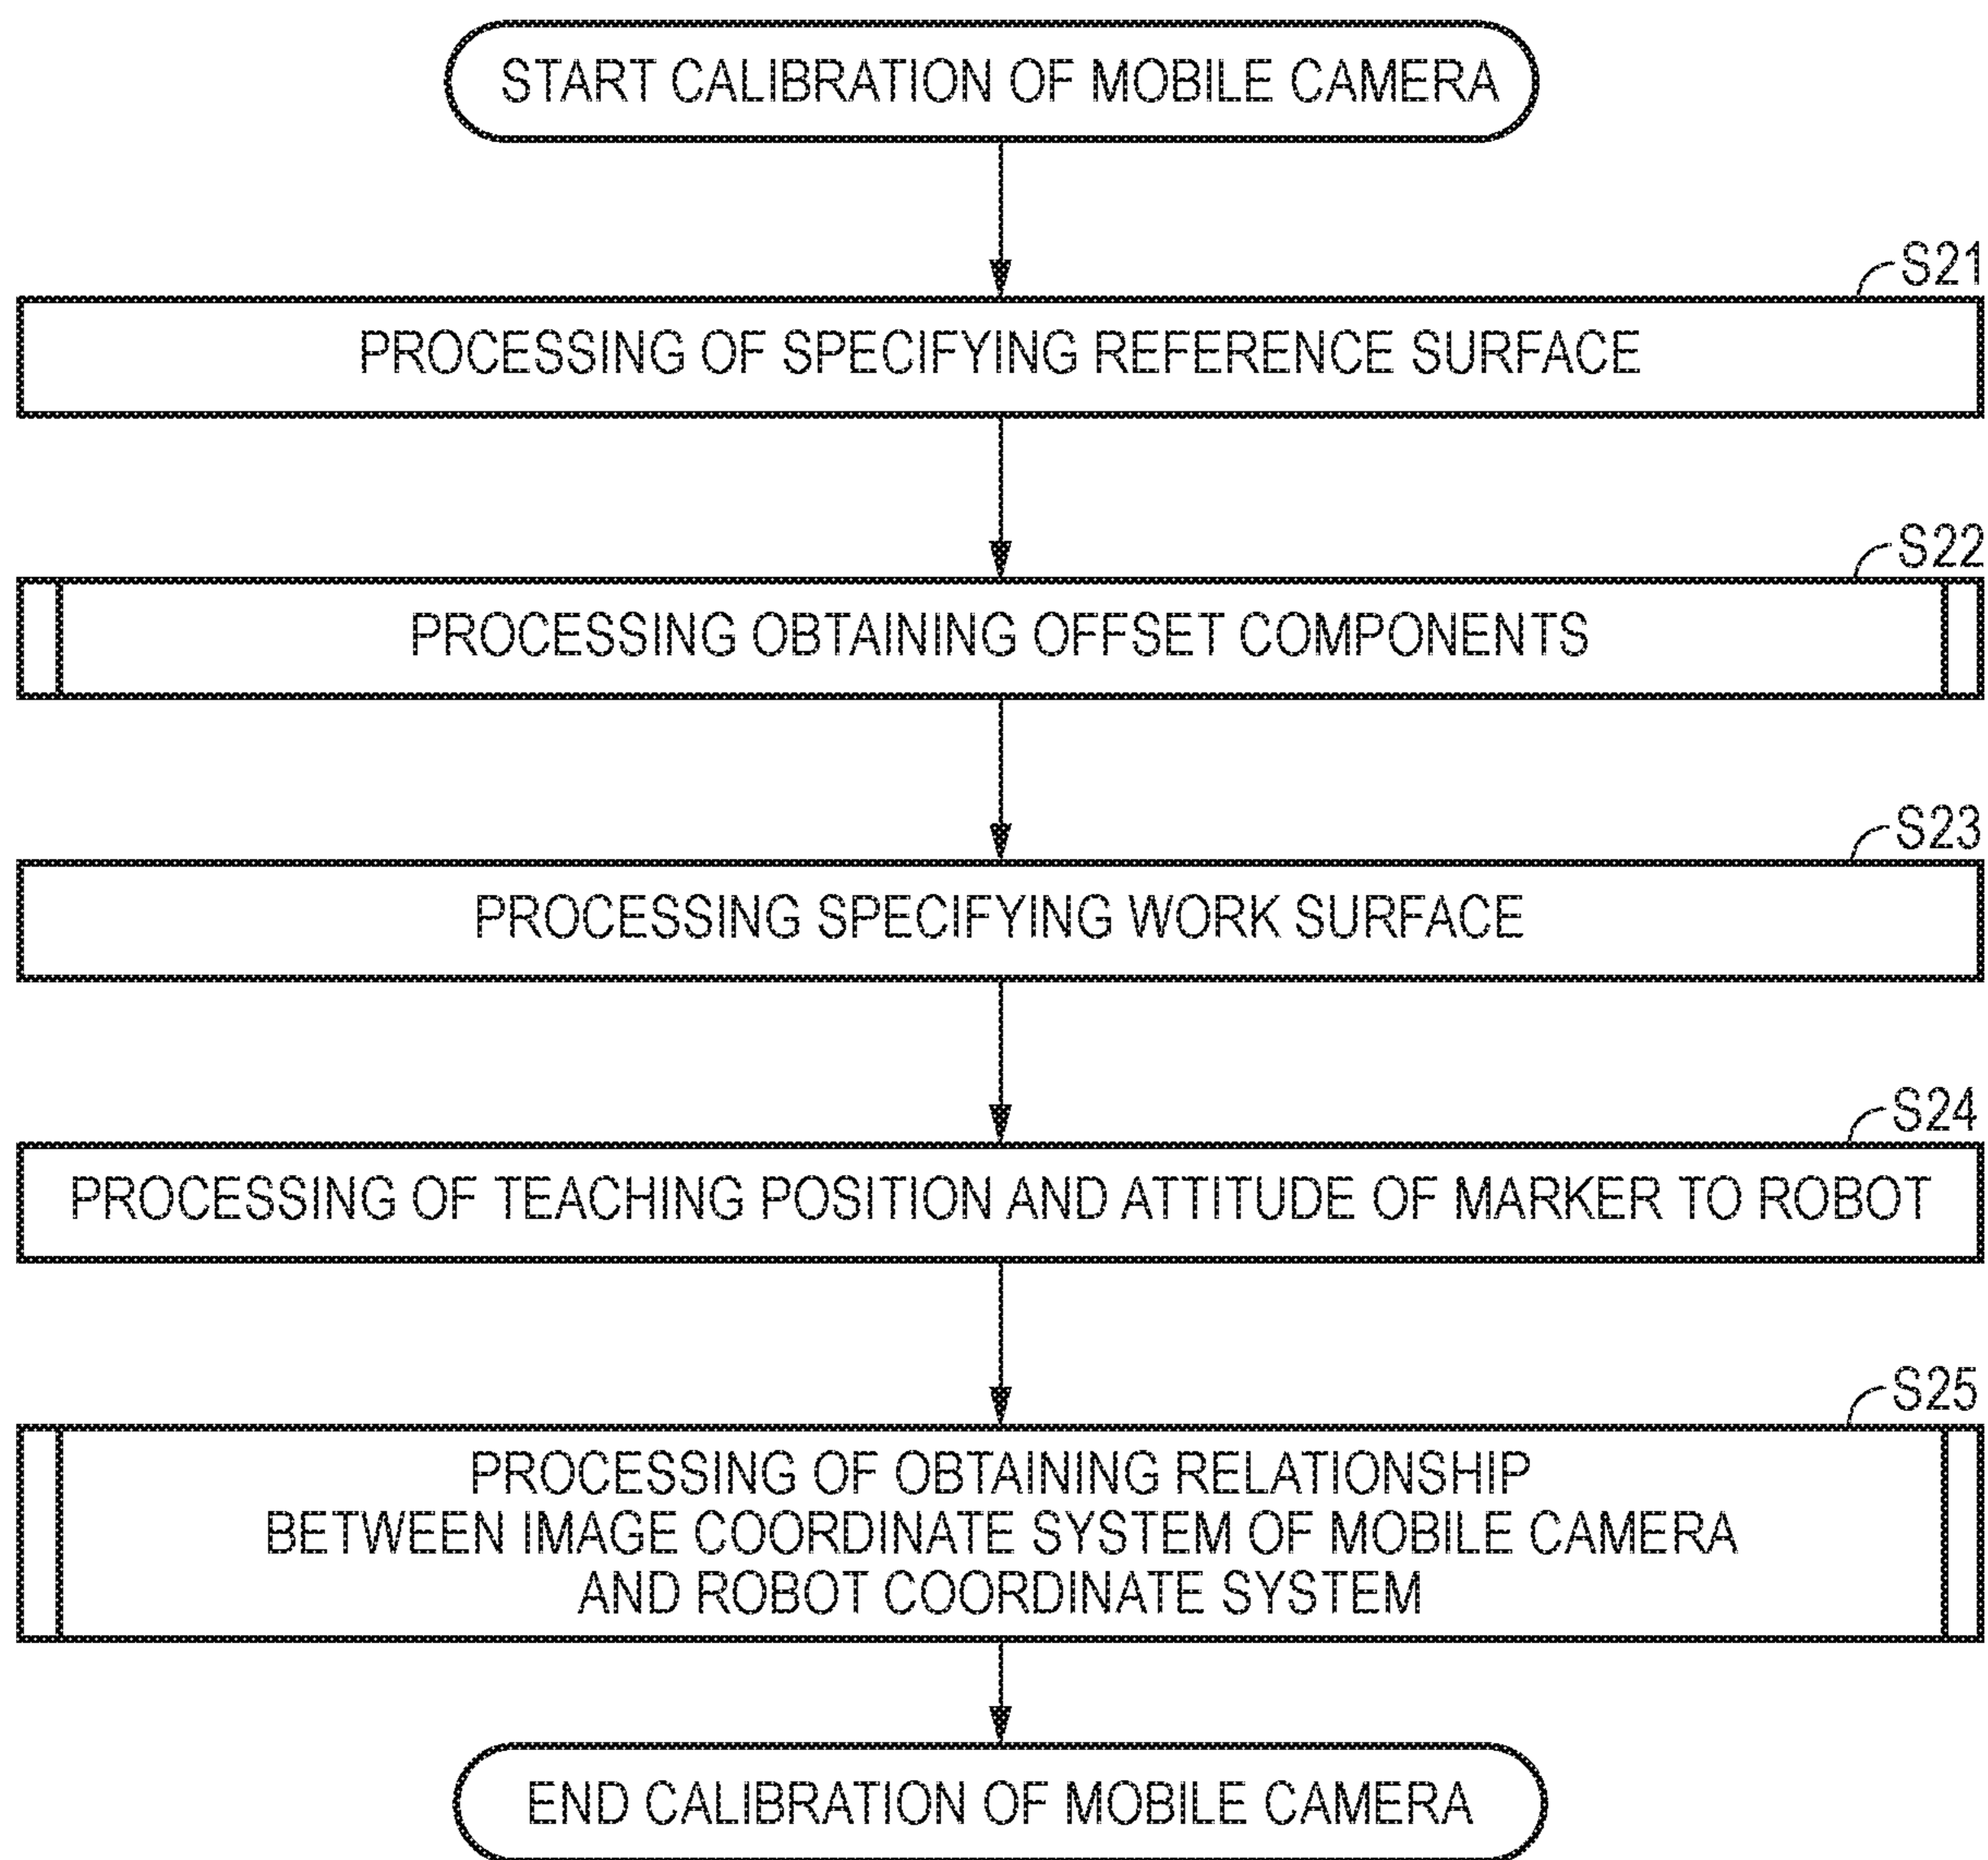 START CALIBRATION OF MOBILE CAMERA
S21
PROCESSING OF SPECIFYING REFERENCE SURFACE
S22
PROCESSING OBTAINING OFFSET COMPONENTS
S23
PROCESSING SPECIFYING WORK SURFACE
S24
PROCESSING OF TEACHING POSITION AND ATTITUDE OF MARKER TO ROBOT
S25
PROCESSING OF OBTAINING RELATIONSHIP
BETWEEN IMAGE COORDINATE SYSTEM OF MOBILE CAMERA
AND ROBOT COORDINATE SYSTEM
END CALIBRATION OF MOBILE CAMERA